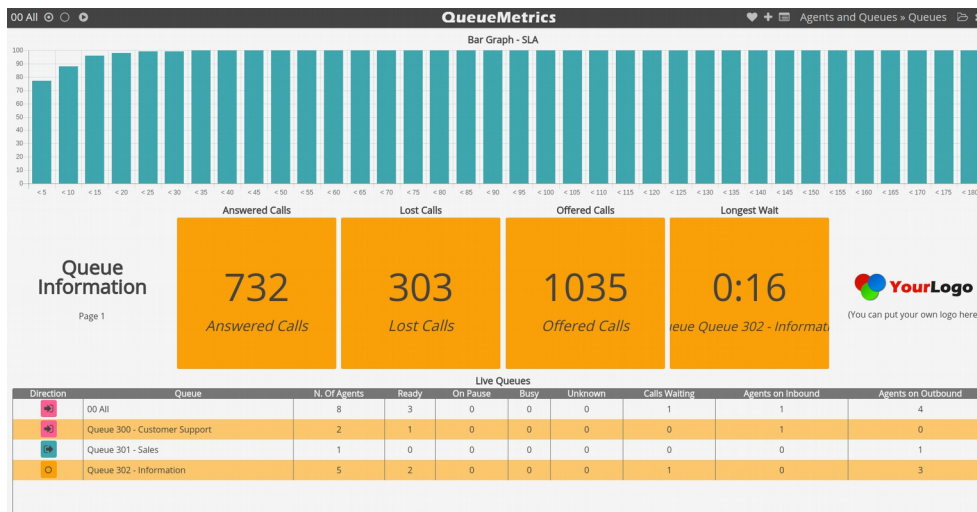 00 All
QueueMetrics
Agents and Queues » Queues
Bar Graph - SLA
100
90
80
70
60
50
40
30
20
10
0
< 5 < 10 < 15 < 20 < 25 < 30 < 35 < 40 < 45 < 50 < 55 < 60 < 65 < 70 < 75 < 80 < 85 < 90 < 95 < 100 < 105 < 110 < 115 < 120 < 125 < 130 < 135 < 140 < 145 < 150 < 155 < 160 < 165 < 170 < 175 < 180
Answered Calls Lost Calls Offered Calls Longest Wait
Queue
Information
Page 1
732
Answered Calls
303
Lost Calls
1035
Offered Calls
0:16
ieue Queue 302 - Informati
YourLogo
(You can put your own logo here
Live Queues
Direction Queue N. Of Agents Ready On Pause Busy Unknown Calls Waiting Agents on Inbound Agents on Outbound
00 All 8 3 0 0 0 1 1 4
Queue 300 - Customer Support 2 1 0 0 0 0 1 0
Queue 301 - Sales 1 0 0 0 0 0 0 1
Queue 302 - Information 5 2 0 0 0 1 0 3